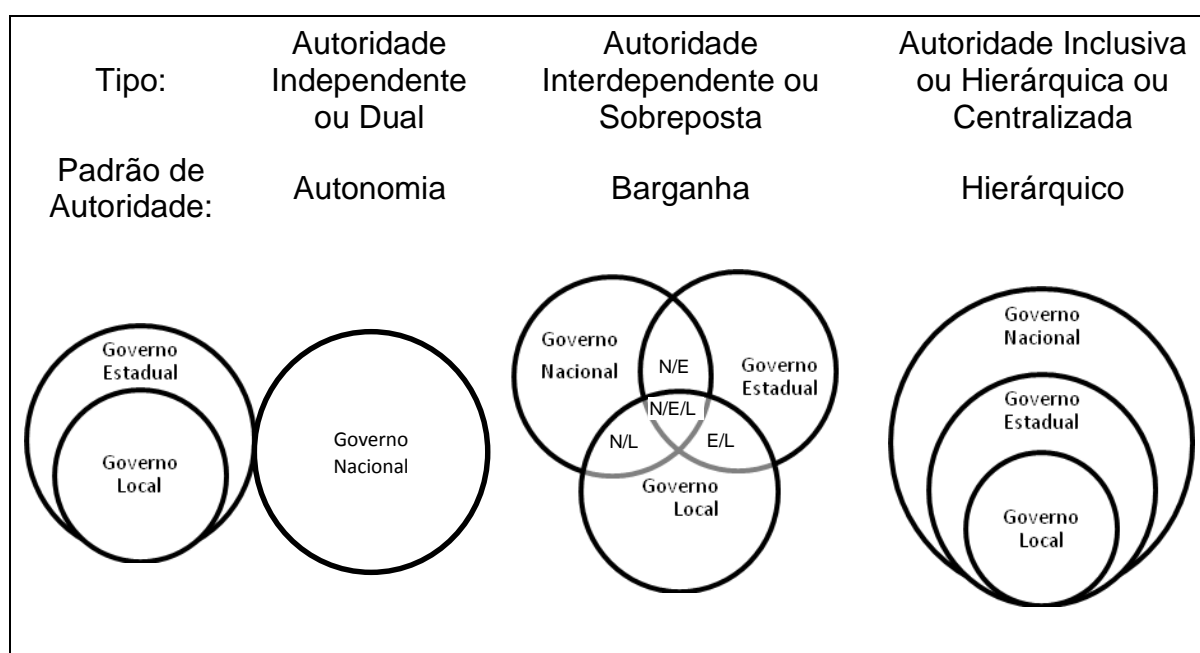 Tipo:
Autoridade
Independente
ou Dual
Autoridade
Interdependente ou
Sobreposta
Autoridade Inclusiva
ou Hierárquica ou
Centralizada
Padrão de
Autoridade:
Autonomia
Barganha
Hierárquico
Governo
Estadual
Governo
Local
Governo
Nacional
Governo
Nacional
N/E
Governo
Estadual
N/E/L
N/L
E/L
Governo
Local
Governo
Nacional
Governo
Estadual
Governo
Local